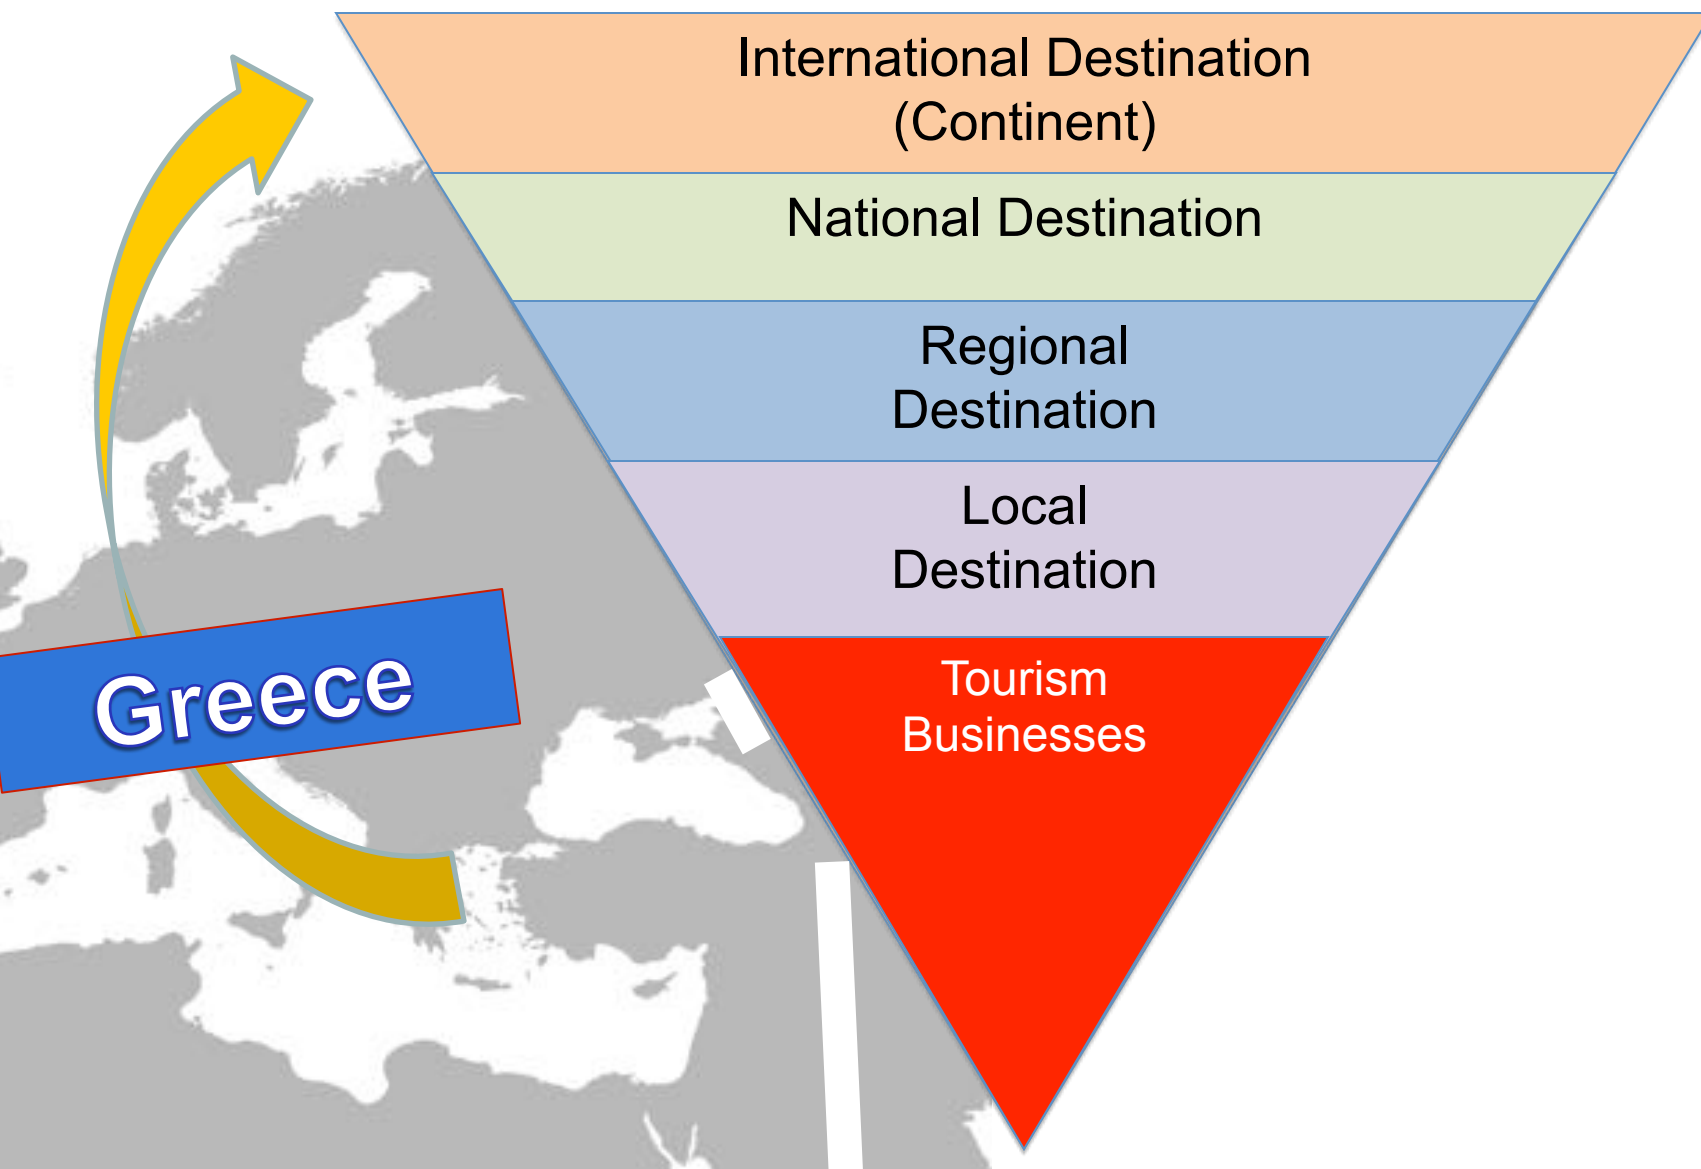 International Destination
(Continent)
National Destination
Regional
Destination
Local
Destination
Tourism
Businesses
Greece